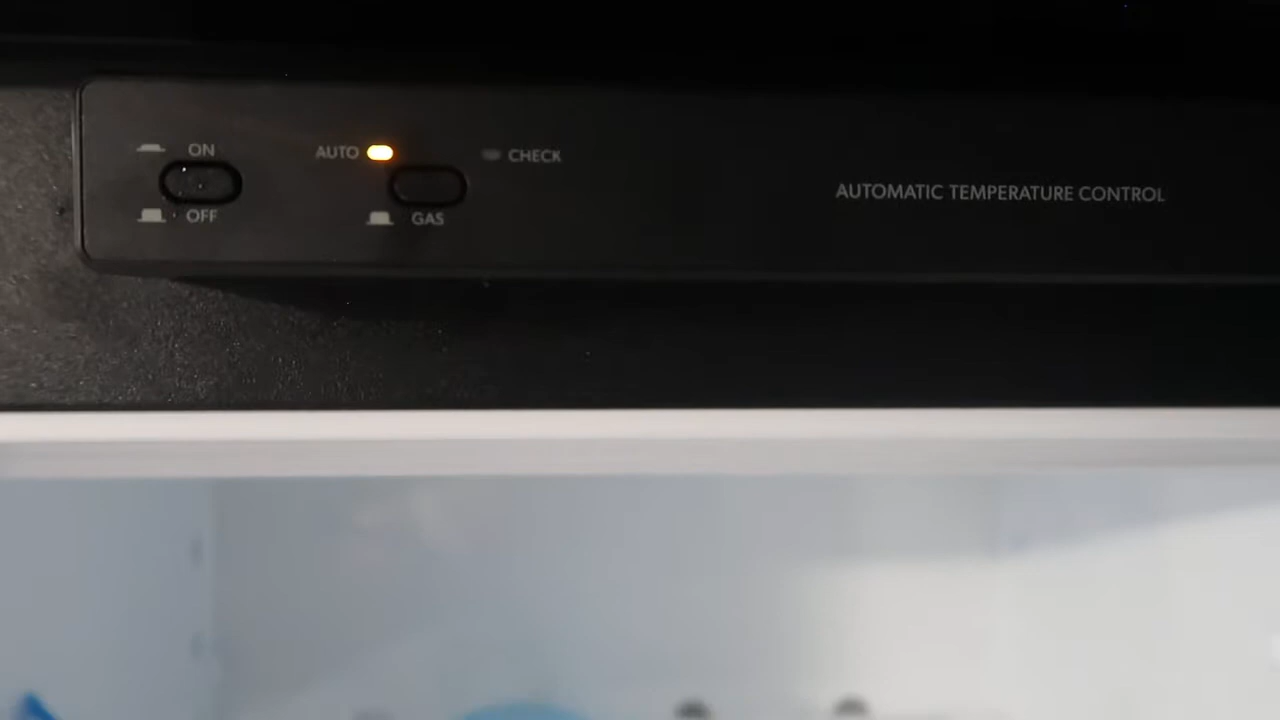 ON
OFF
AUTO
GAS
CHECK
AUTOMATIC TEMPERATURE CONTROL